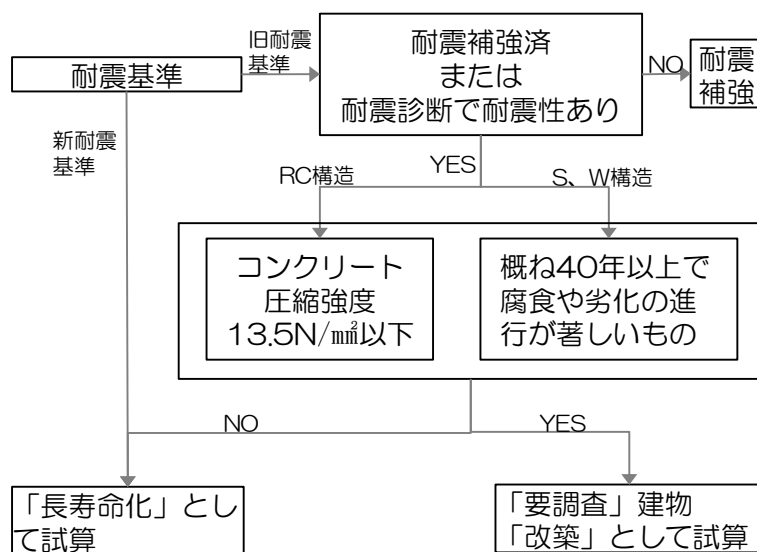 耐震基準
旧耐震
基準
耐震補強済
または
耐震診断で耐震性あり
NO
耐震
補強
新耐震
基準
YES
RC構造
S、W構造
コンクリート
圧縮強度
13.5N/㎟以下
概ね40年以上で
腐食や劣化の進
行が著しいもの
NO
YES
「長寿命化」とし
て試算
「要調査」建物
「改築」として試算